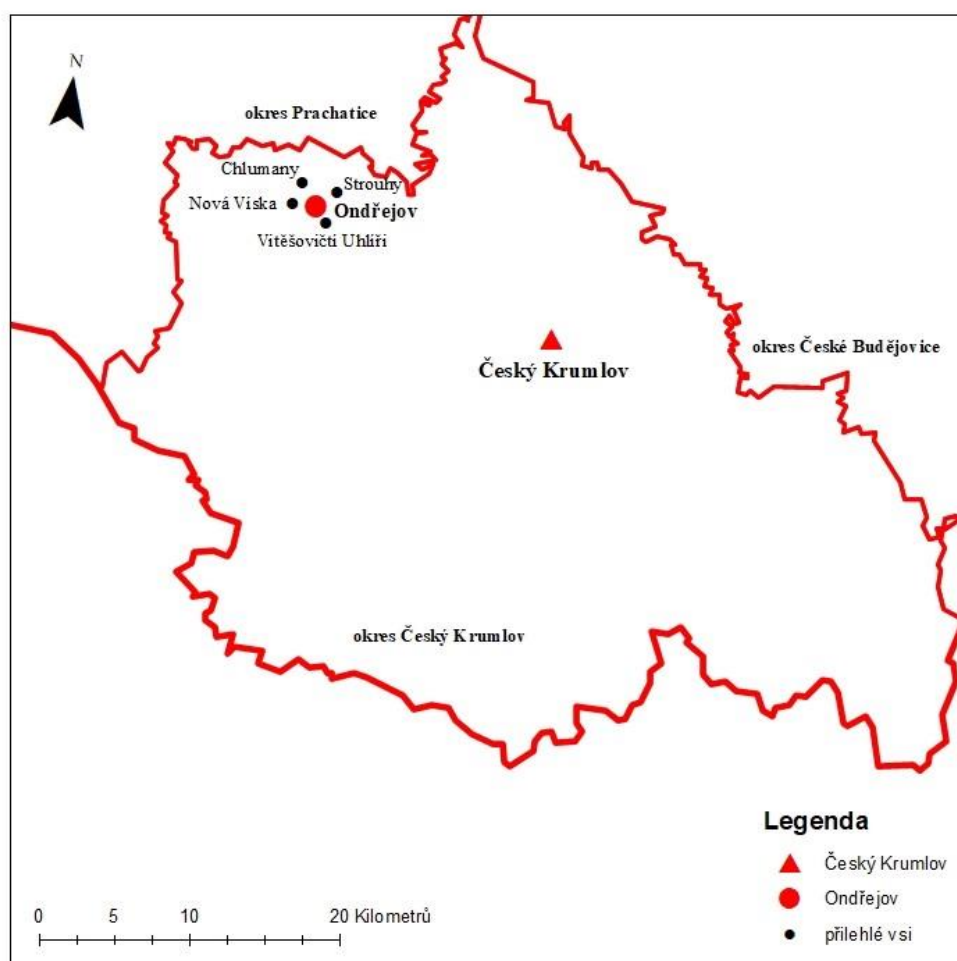 N
okres Prachatice
Chlumany
Strouhy
Nová Víska
Ondřejov
Vítěšovičtí Uhlíři
okres České Budějovice
Český Krumlov
okres Český Krumlov
Legenda
Český Krumlov
Ondřejov
přilehlé vsi
0 5 10 20 Kilometrů